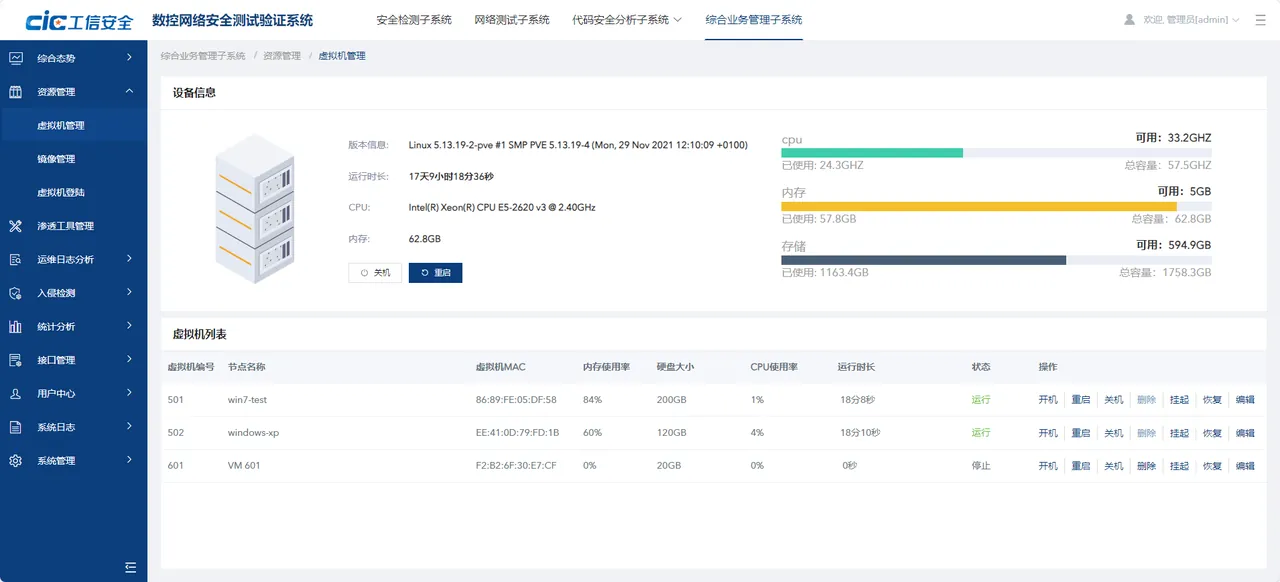 cic工信安全 数控网络安全测试验证系统 安全检测子系统 网络测试子系统 代码安全分析子系统 综合业务管理子系统 欢迎, 管理员[admin]
综合态势
资源管理
虚拟机管理
镜像管理
虚拟机登陆
渗透工具管理
运维日志分析
入侵检测
统计分析
接口管理
用户中心
系统日志
系统管理
综合业务管理子系统 / 资源管理 / 虚拟机管理
设备信息
版本信息: Linux 5.13.19-2-pve #1 SMP PVE 5.13.19-4 (Mon, 29 Nov 2021 12:10:09 +0100)
运行时长: 17天9小时18分36秒
CPU: Intel(R) Xeon(R) CPU E5-2620 v3 @ 2.40GHz
内存: 62.8GB
关机 重启
cpu 可用：33.2GHZ
已使用: 24.3GHZ 总容量：57.5GHZ
内存 可用：5GB
已使用: 57.8GB 总容量：62.8GB
存储 可用：594.9GB
已使用: 1163.4GB 总容量：1758.3GB
虚拟机列表
虚拟机编号 节点名称 虚拟机MAC 内存使用率 硬盘大小 CPU使用率 运行时长 状态 操作
501 win7-test 86:89:FE:05:DF:58 84% 200GB 1% 18分8秒 运行 开机 重启 关机 删除 挂起 恢复 编辑
502 windows-xp EE:41:0D:79:FD:1B 60% 120GB 4% 18分10秒 运行 开机 重启 关机 删除 挂起 恢复 编辑
601 VM 601 F2:B2:6F:30:E7:CF 0% 20GB 0% 0秒 停止 开机 重启 关机 删除 挂起 恢复 编辑